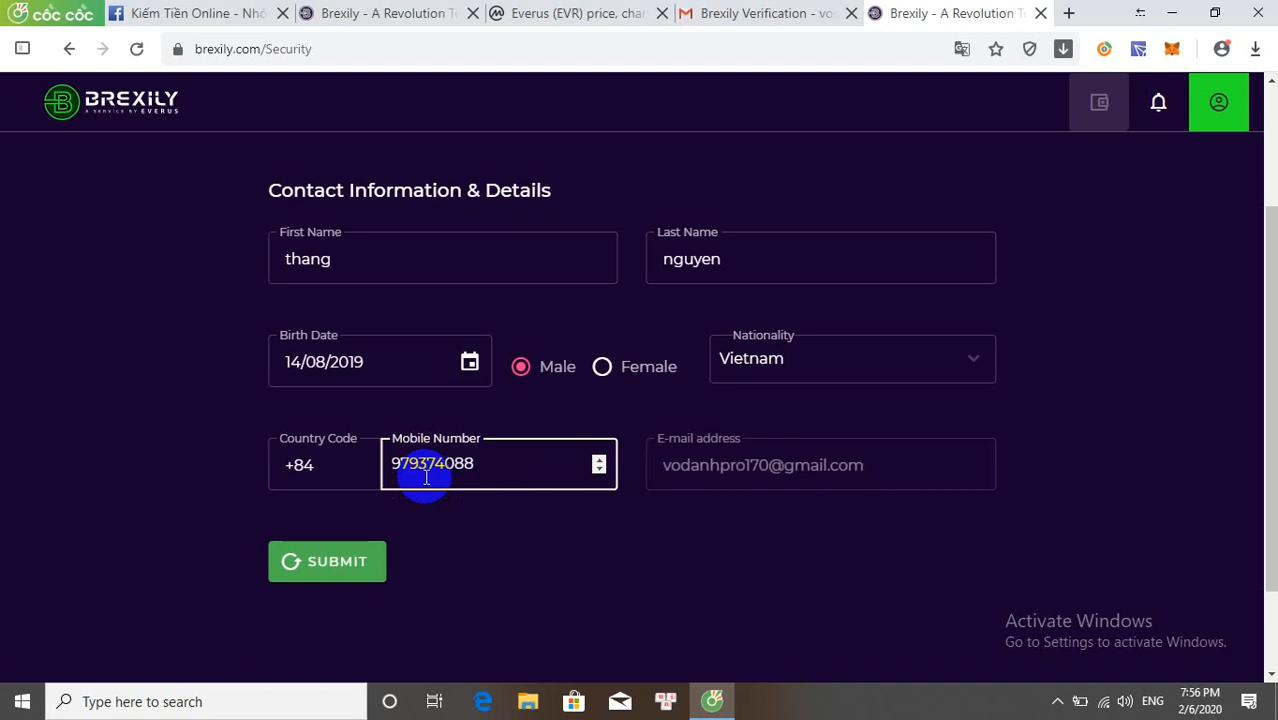 cốc cốc
Kiếm Tiền Online - Nhó
Brexily - A Revolution T
Everus (EVR) price, cha
Brexily Verification Pros
Brexily - A Revolution T
brexily.com/Security
BREXILY
A SERVICE BY EVERUS
Contact Information & Details
First Name
thang
Last Name
nguyen
Birth Date
14/08/2019
Male
Female
Nationality
Vietnam
Country Code
+84
Mobile Number
979374088
E-mail address
vodanhpro170@gmail.com
SUBMIT
Activate Windows
Go to Settings to activate Windows.
Type here to search
ENG
7:56 PM
2/6/2020